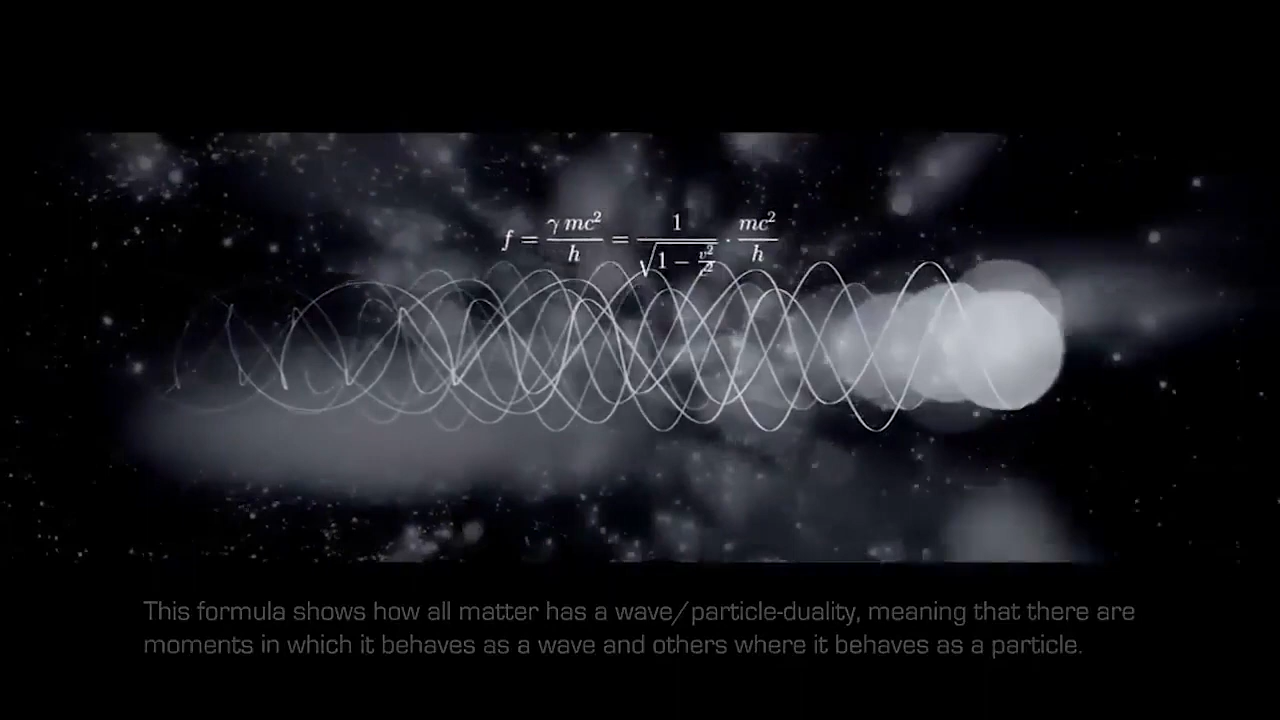 f = γ mc² / h = 1 / √(1 − v²/c²) · mc² / h
This formula shows how all matter has a wave/particle-duality, meaning that there are
moments in which it behaves as a wave and others where it behaves as a particle.